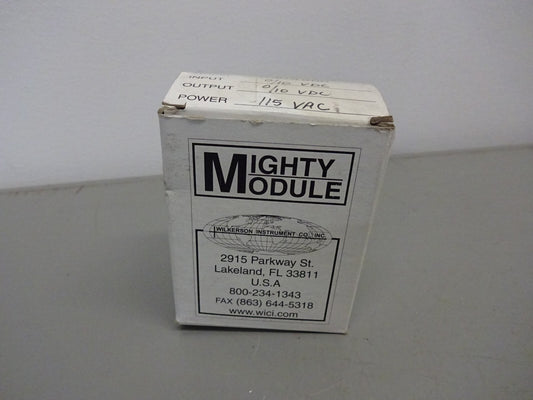 INPUT 0/10 VDC
OUTPUT 0/10 VDC
POWER 115 VAC
MIGHTY
MODULE
WILKERSON INSTRUMENT CO., INC.
2915 Parkway St.
Lakeland, FL 33811
U.S.A
800-234-1343
FAX (863) 644-5318
www.wici.com